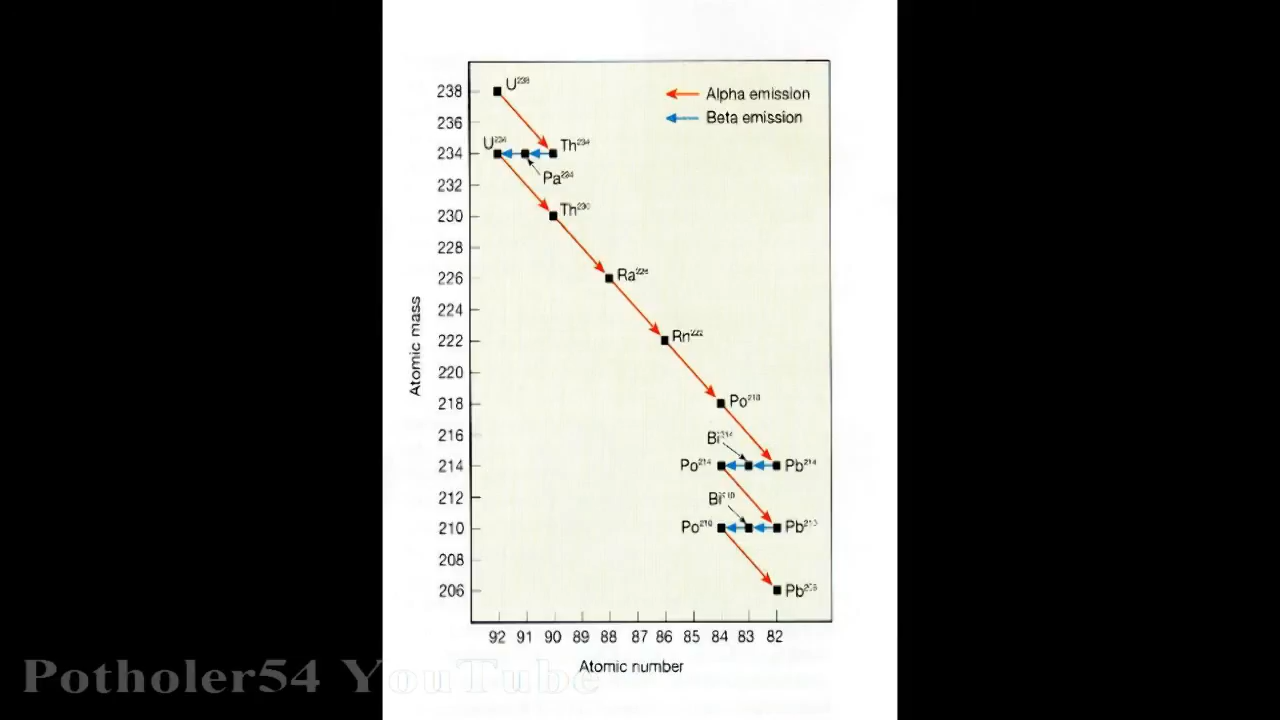 U²³⁸
238
Alpha emission
236
Beta emission
U²³⁴
234
Th²³⁴
Pa²³⁴
232
230
Th²³⁰
228
226
Ra²²⁶
224
222
Rn²²²
220
218
Po²¹⁸
216
Bi²¹⁴
214
Po²¹⁴
Pb²¹⁴
212
Bi²¹⁰
210
Po²¹⁰
Pb²¹⁰
208
206
Pb²⁰⁶
Atomic mass
92 91 90 89 88 87 86 85 84 83 82
Atomic number
Potholer54 YouTube